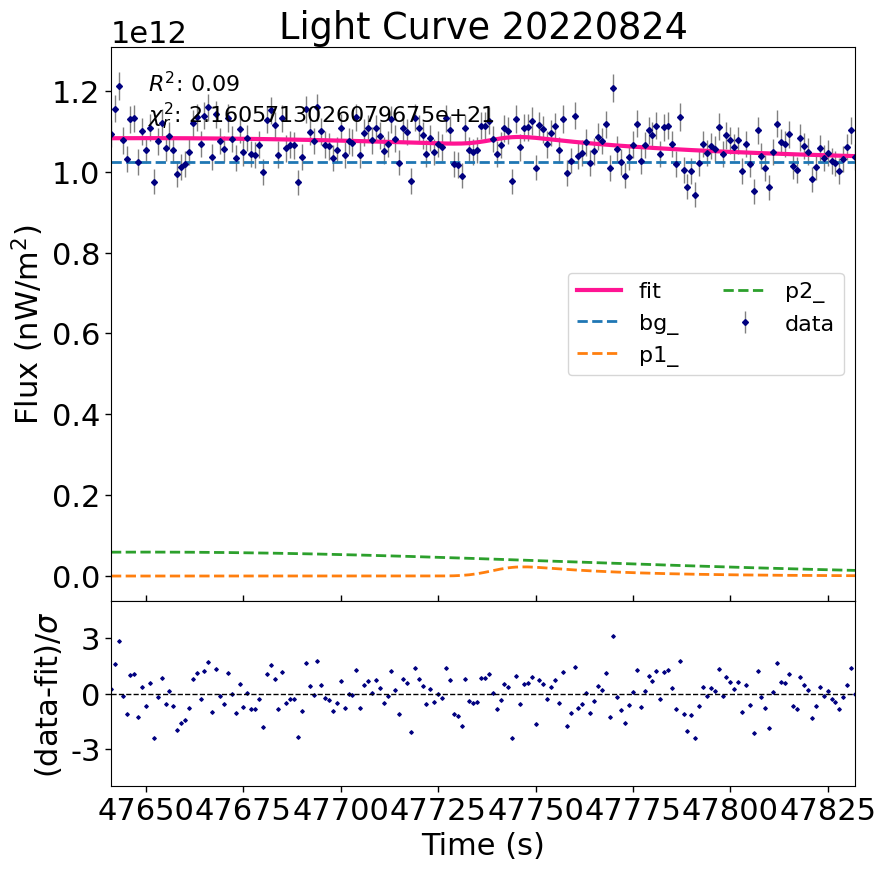 Light Curve 20220824
1e12
R²: 0.09
χ²ᵣ: 2.1605713026079675e+21
1.2
1.0
0.8
0.6
0.4
0.2
0.0
Flux (nW/m²)
fit
bg_
p1_
p2_
data
3
0
-3
(data-fit)/σ
47650 47675 47700 47725 47750 47775 47800 47825
Time (s)